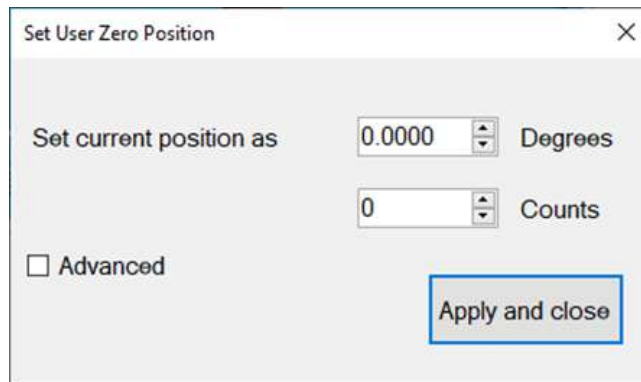 Set User Zero Position
Set current position as 0.0000 Degrees
0 Counts
Advanced
Apply and close